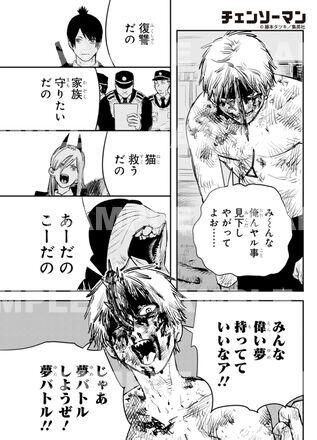 チェンソーマン
©藤本タツキ／集英社
み〜んな
俺んヤル事
見下し
やがって
よお……
復讐
だの
家族
守りたい
だの
猫
救う
だの
あーだの
こーだの
みんな
偉い夢
持ってて
いいなア!!
じゃあ
夢バトル
しようぜ!
夢バトル!!